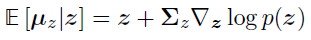 𝔼 [μ_z|z] = z + Σ_z∇_z log p(z)